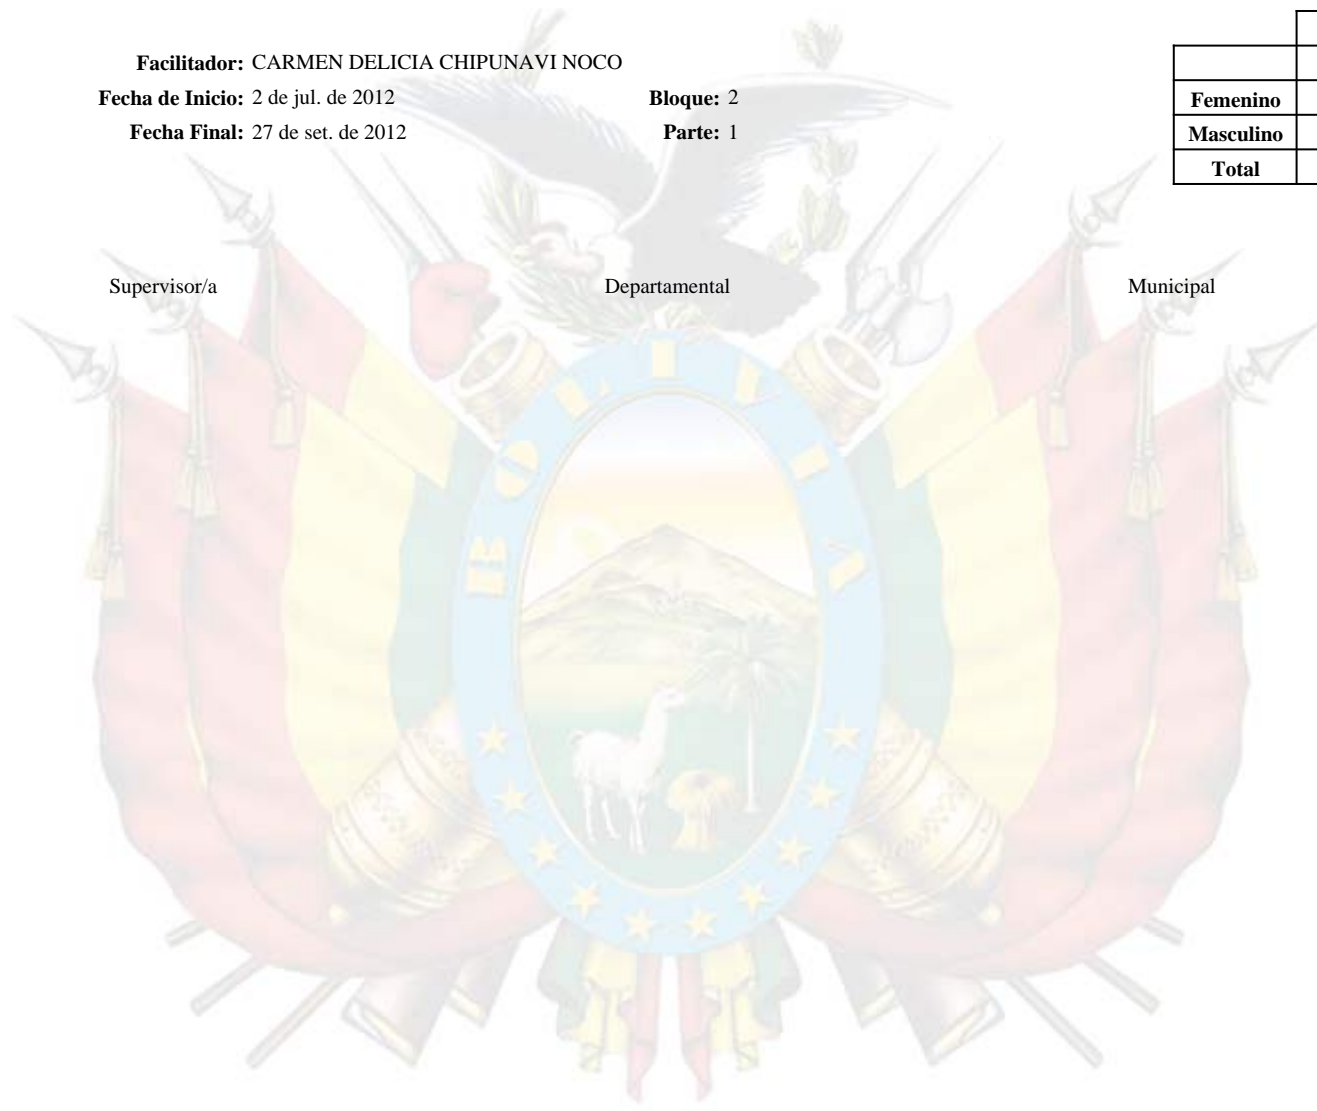 Facilitador: CARMEN DELICIA CHIPUNAVI NOCO
Fecha de Inicio: 2 de jul. de 2012 Bloque: 2
Fecha Final: 27 de set. de 2012 Parte: 1
Femenino
Masculino
Total
Supervisor/a Departamental Municipal
BOLIVIA